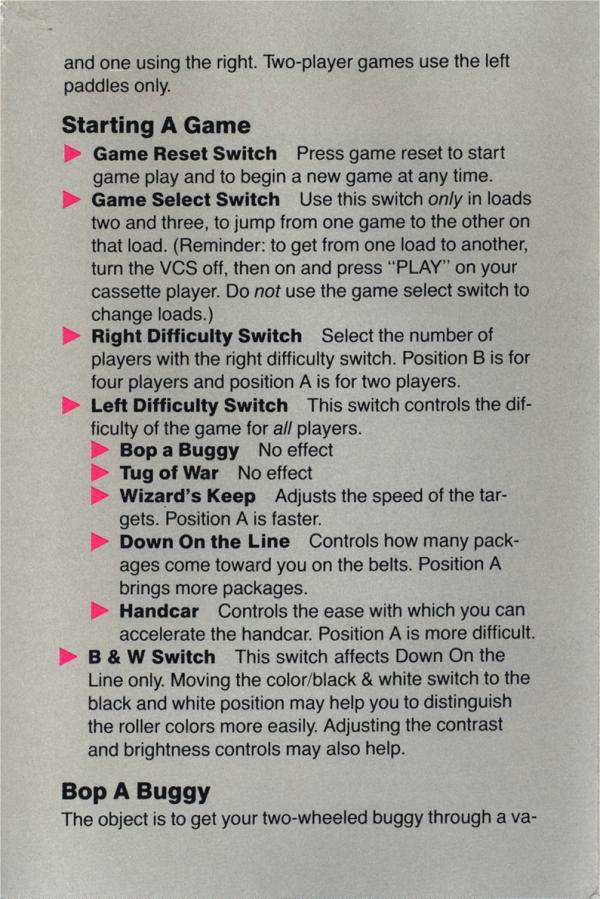 and one using the right. Two-player games use the left
paddles only.
Starting A Game
Game Reset Switch Press game reset to start
game play and to begin a new game at any time.
Game Select Switch Use this switch only in loads
two and three, to jump from one game to the other on
that load. (Reminder: to get from one load to another,
turn the VCS off, then on and press “PLAY” on your
cassette player. Do not use the game select switch to
change loads.)
Right Difficulty Switch Select the number of
players with the right difficulty switch. Position B is for
four players and position A is for two players.
Left Difficulty Switch This switch controls the dif-
ficulty of the game for all players.
Bop a Buggy No effect
Tug of War No effect
Wizard's Keep Adjusts the speed of the tar-
gets. Position A is faster.
Down On the Line Controls how many pack-
ages come toward you on the belts. Position A
brings more packages.
Handcar Controls the ease with which you can
accelerate the handcar. Position A is more difficult.
B & W Switch This switch affects Down On the
Line only. Moving the color/black & white switch to the
black and white position may help you to distinguish
the roller colors more easily. Adjusting the contrast
and brightness controls may also help.
Bop A Buggy
The object is to get your two-wheeled buggy through a va-